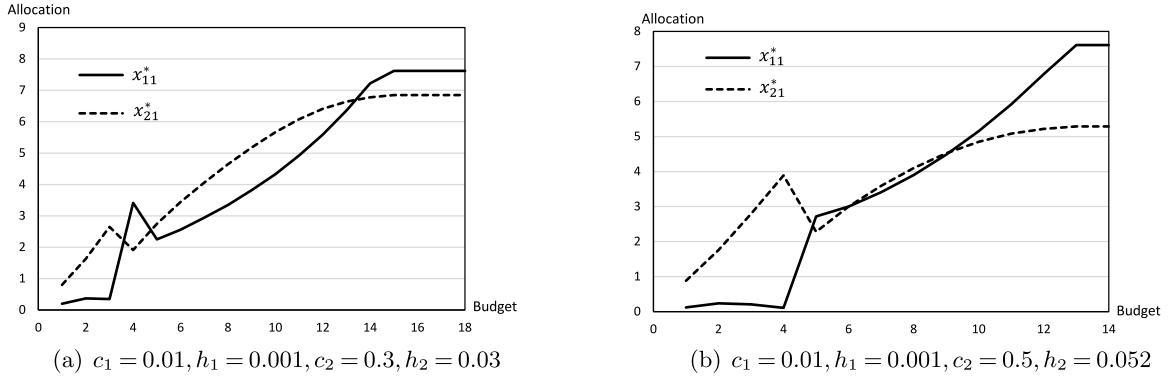 Allocation
9
8
7
6
5
4
3
2
1
0
x*11
x*21
0 2 4 6 8 10 12 14 16 18
Budget
(a) c1 = 0.01, h1 = 0.001, c2 = 0.3, h2 = 0.03
Allocation
8
7
6
5
4
3
2
1
0
x*11
x*21
0 2 4 6 8 10 12 14
Budget
(b) c1 = 0.01, h1 = 0.001, c2 = 0.5, h2 = 0.052